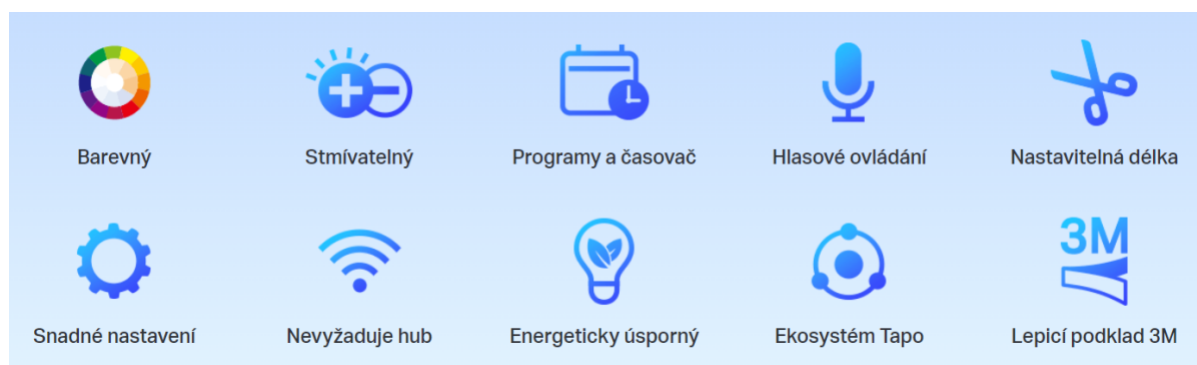 Barevný
Stmívatelný
Programy a časovač
Hlasové ovládání
Nastavitelná délka
3M
Snadné nastavení
Nevyžaduje hub
Energeticky úsporný
Ekosystém Tapo
Lepicí podklad 3M